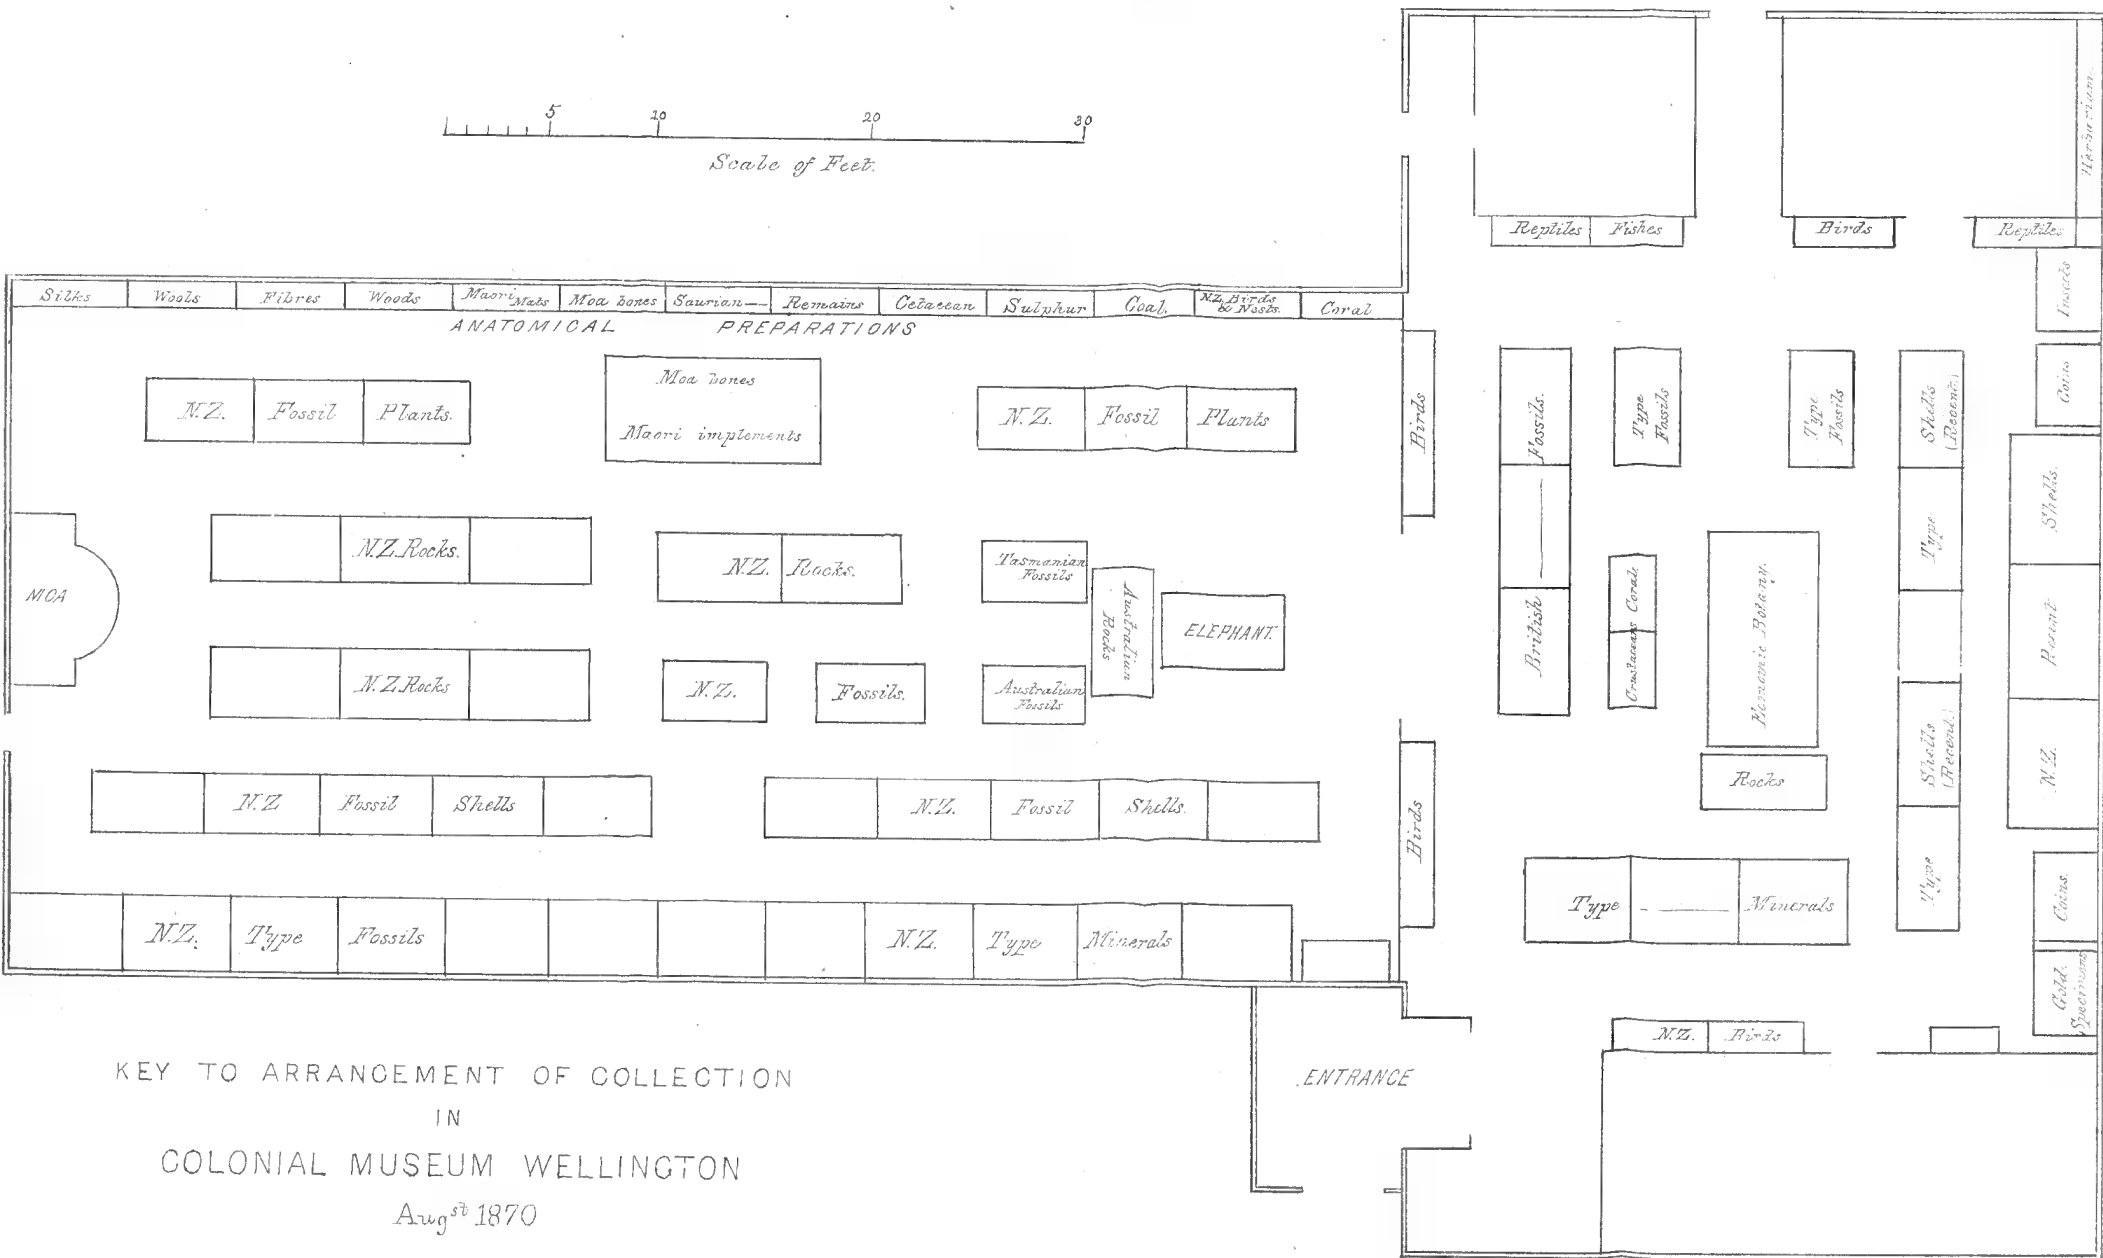 5 10 20 30
Scale of Feet.
Herbarium.
Reptiles Fishes Birds Reptiles
Silks Wools Fibres Woods Maori Mats Moa bones Saurian — Remains Cetacean Sulphur Coal. N.Z. Birds & Nests. Coral
ANATOMICAL PREPARATIONS
Insects
Coins
N.Z. Fossil Plants.
Moa bones
Maori implements
N.Z. Fossil Plants
Birds
British — Fossils.
Type
Fossils
Type
Fossils
Type Shells
(Recent.)
N.Z. Recent Shells.
MOA
N.Z. Rocks.
N.Z. Rocks.
Tasmanian
Fossils
Australian
Rocks
ELEPHANT.
Crustaceans Coral.
Economic Botany.
N.Z. Rocks
N.Z. Fossils.
Australian
Fossils
Rocks
Type Shells
(Recent.)
N.Z. Fossil Shells
N.Z. Fossil Shells.
Birds
Type — Minerals
Coins.
N.Z. Type Fossils
N.Z. Type Minerals
Gold.
Specimens
N.Z. Birds
ENTRANCE
KEY TO ARRANGEMENT OF COLLECTION
IN
COLONIAL MUSEUM WELLINGTON
Augst 1870